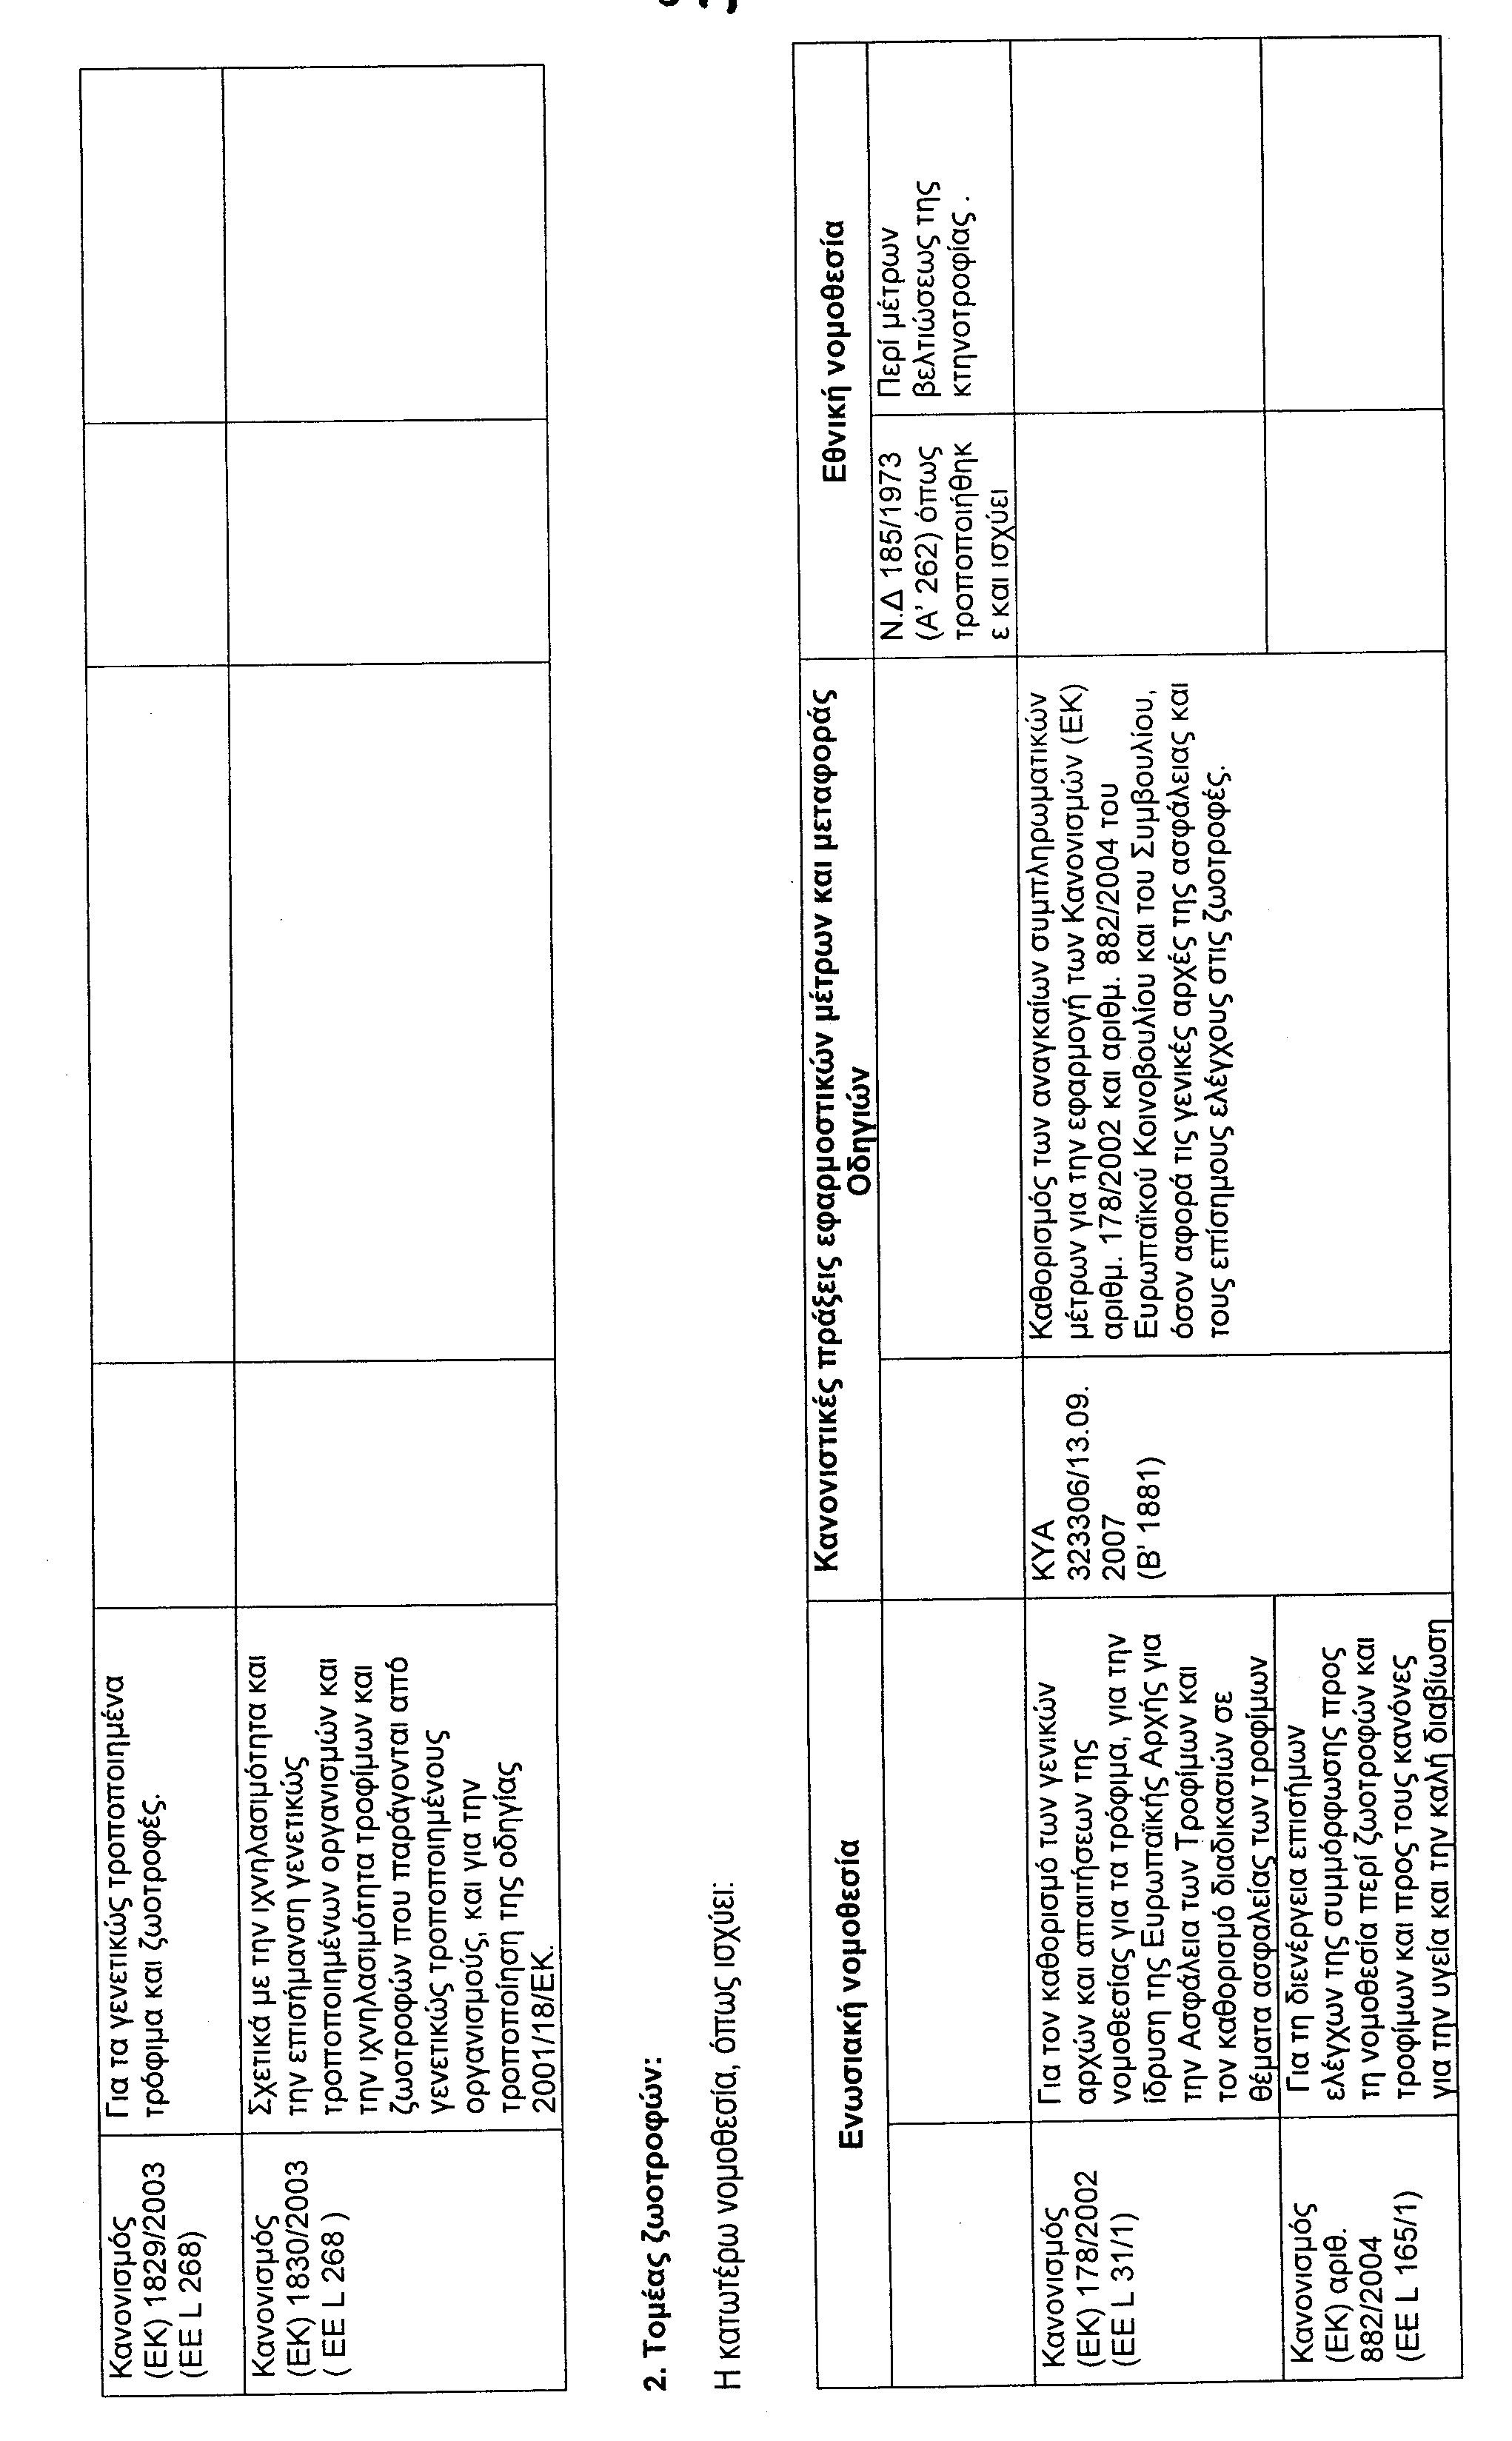 Κανονισμός
(ΕΚ) 1829/2003
(ΕΕ L 268)
Για τα γενετικώς τροποποιημένα
τρόφιμα και ζωοτροφές.
Κανονισμός
(ΕΚ) 1830/2003
( ΕΕ L 268 )
Σχετικά με την ιχνηλασιμότητα και
την επισήμανση γενετικώς
τροποποιημένων οργανισμών και
την ιχνηλασιμότητα τροφίμων και
ζωοτροφών που παράγονται από
γενετικώς τροποποιημένους
οργανισμούς, και για την
τροποποίηση της οδηγίας
2001/18/ΕΚ.
2. Τομέας ζωοτροφών:
Η κατωτέρω νομοθεσία, όπως ισχύει:
Ενωσιακή νομοθεσία
Κανονιστικές πράξεις εφαρμοστικών μέτρων και μεταφοράς
Οδηγιών
Εθνική νομοθεσία
Ν.Δ 185/1973
(Α' 262) όπως
τροποποιήθηκ
ε και ισχύει
Περί μέτρων
βελτιώσεως της
κτηνοτροφίας .
Κανονισμός
(ΕΚ) 178/2002
(ΕΕ L 31/1)
Για τον καθορισμό των γενικών
αρχών και απαιτήσεων της
νομοθεσίας για τα τρόφιμα, για την
ίδρυση της Ευρωπαϊκής Αρχής για
την Ασφάλεια των Τροφίμων και
τον καθορισμό διαδικασιών σε
θέματα ασφαλείας των τροφίμων
ΚΥΑ
323306/13.09.
2007
(Β' 1881)
Καθορισμός των αναγκαίων συμπληρωματικών
μέτρων για την εφαρμογή των Κανονισμών (ΕΚ)
αριθμ. 178/2002 και αριθμ. 882/2004 του
Ευρωπαϊκού Κοινοβουλίου και του Συμβουλίου,
όσον αφορά τις γενικές αρχές της ασφάλειας και
τους επίσημους ελέγχους στις ζωοτροφές.
Κανονισμός
(ΕΚ) αριθ.
882/2004
(ΕΕ L 165/1)
Για τη διενέργεια επισήμων
ελέγχων της συμμόρφωσης προς
τη νομοθεσία περί ζωοτροφών και
τροφίμων και προς τους κανόνες
για την υγεία και την καλή διαβίωση